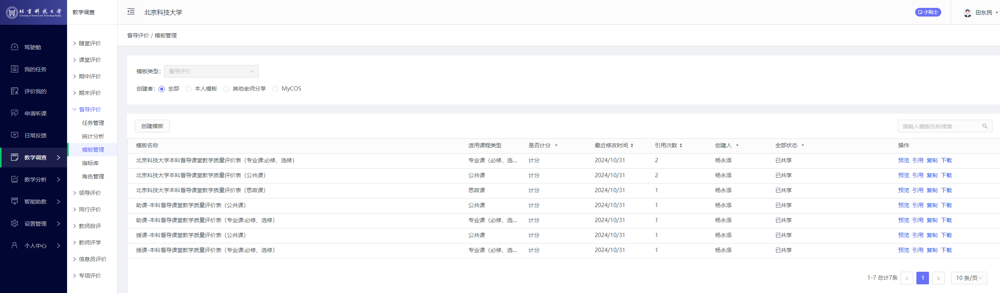 北京科技大学
University of Science and Technology Beijing
驾驶舱
我的任务
评价我的
申请听课
日常反馈
教学调查
教学分析
智能助教
设置管理
个人中心
教学调查
随堂评价
课堂评价
期中评价
期末评价
督导评价
任务管理
统计分析
模板管理
指标库
角色管理
领导评价
同行评价
教师自评
教师评学
信息员评价
专项评价
北京科技大学
小贴士
田东民
督导评价 / 模板管理
模板类型: 督导评价
创建者: 全部 本人模板 其他老师分享 MyCOS
创建模板
请输入模板名称搜索
模板名称 适用课程类型 是否计分 最近修改时间 引用次数 创建人 全部状态 操作
北京科技大学本科督导课堂教学质量评价表（专业课:必修、选修） 专业课（必修、选... 计分 2024/10/31 2 杨永添 已共享 预览 引用 复制 下载
北京科技大学本科督导课堂教学质量评价表（公共课） 公共课 计分 2024/10/31 2 杨永添 已共享 预览 引用 复制 下载
北京科技大学本科督导课堂教学质量评价表（思政课） 思政课 计分 2024/10/31 1 杨永添 已共享 预览 引用 复制 下载
助课-本科督导课堂教学质量评价表（公共课） 公共课 计分 2024/10/31 1 杨永添 已共享 预览 引用 复制 下载
助课-本科督导课堂教学质量评价表（专业课:必修、选修） 专业课（必修、选... 计分 2024/10/31 1 杨永添 已共享 预览 引用 复制 下载
授课-本科督导课堂教学质量评价表（公共课） 公共课 计分 2024/10/31 1 杨永添 已共享 预览 引用 复制 下载
授课-本科督导课堂教学质量评价表（专业课:必修、选修） 专业课（必修、选... 计分 2024/10/31 1 杨永添 已共享 预览 引用 复制 下载
1-7 总计7条 < 1 > 10 条/页